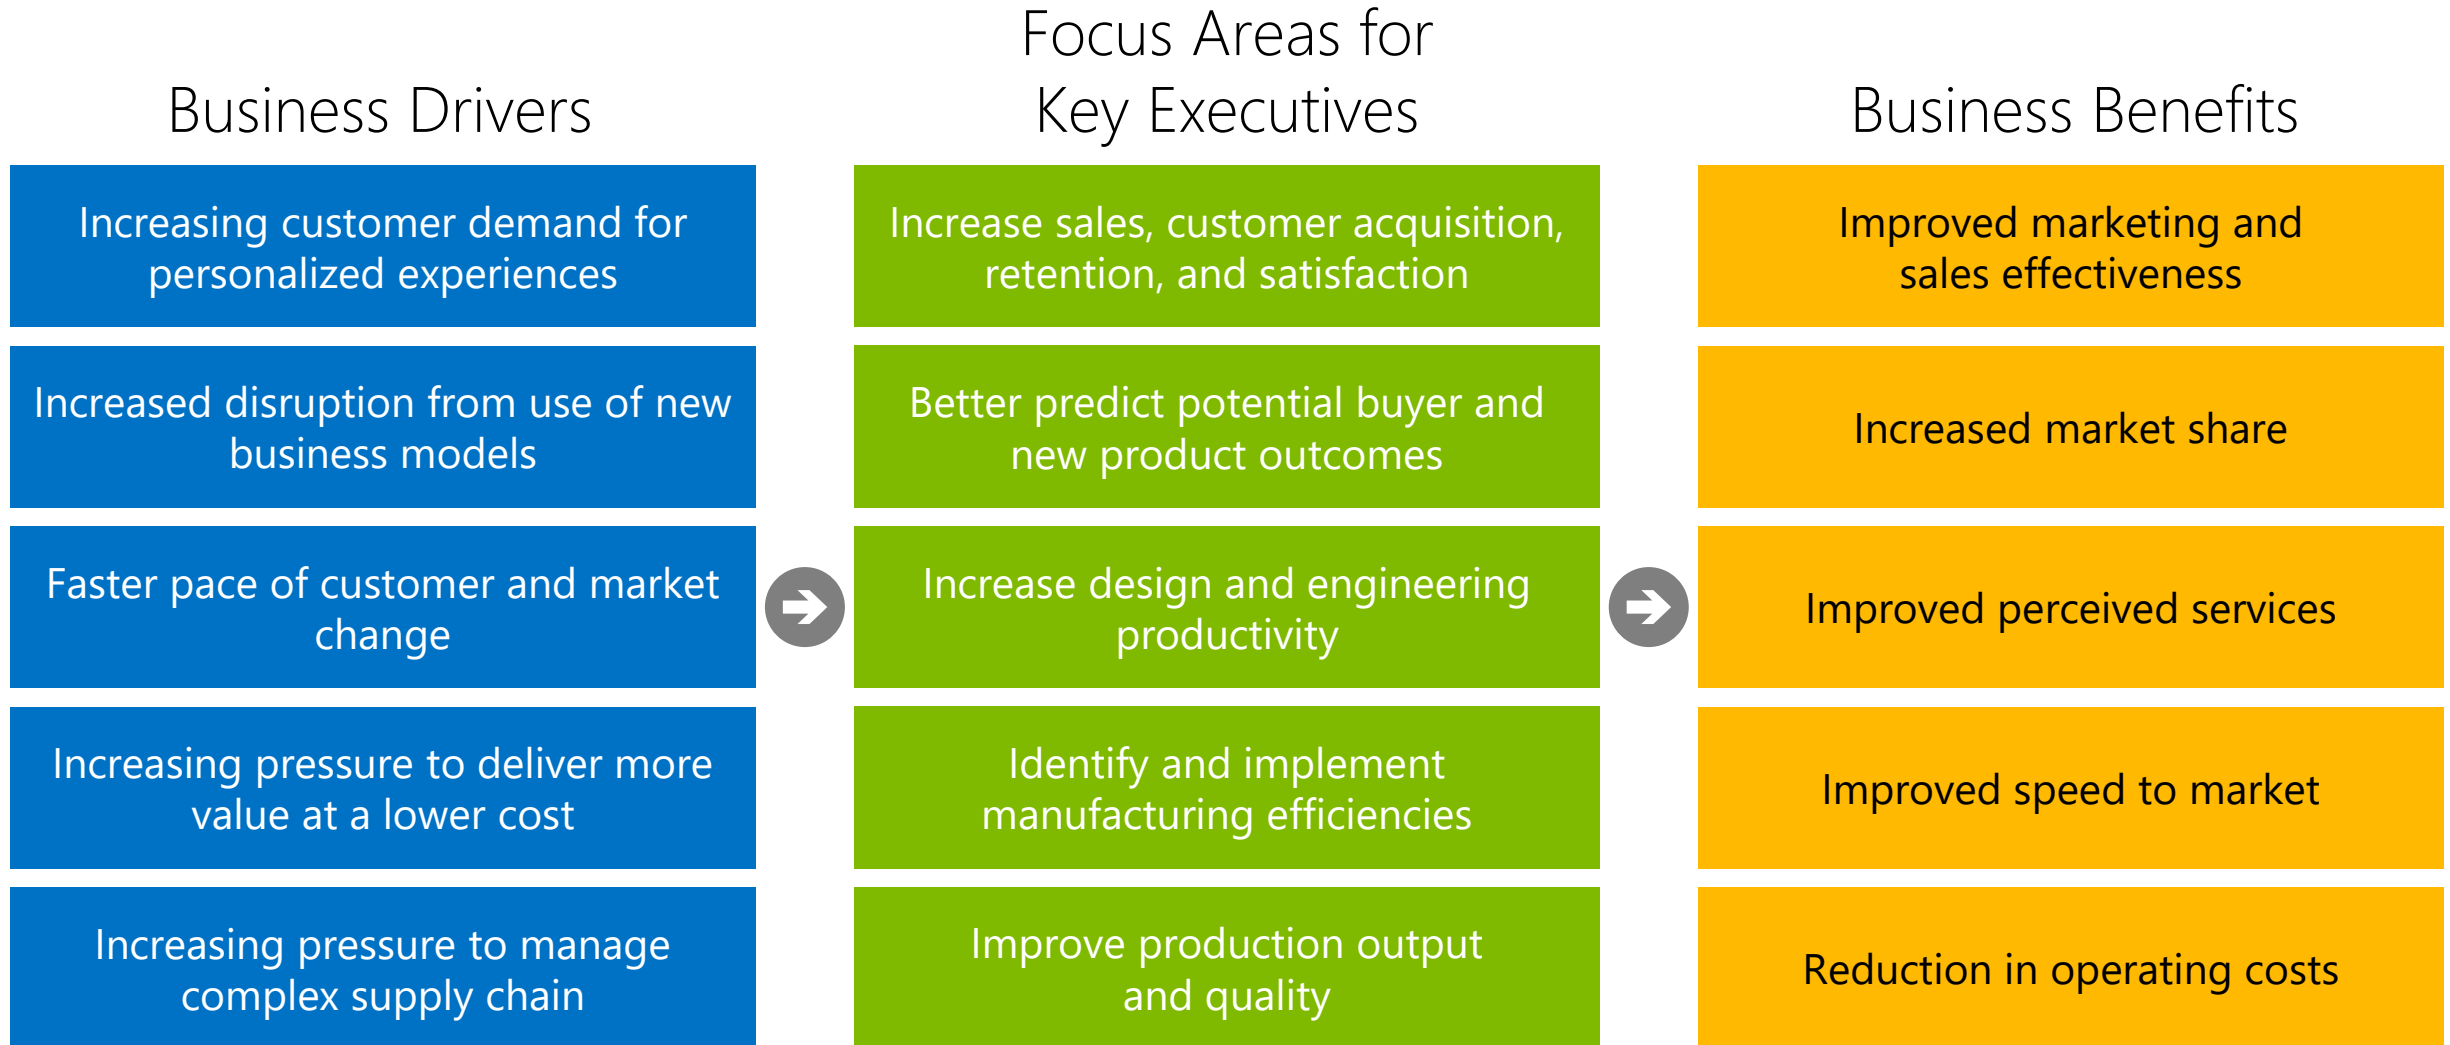 Business Drivers
Increasing customer demand for
personalized experiences
Increased disruption from use of new
business models
Faster pace of customer and market
change
Increasing pressure to deliver more
value at a lower cost
Increasing pressure to manage
complex supply chain
Focus Areas for
Key Executives
Increase sales, customer acquisition,
retention, and satisfaction
Better predict potential buyer and
new product outcomes
Increase design and engineering
productivity
Identify and implement
manufacturing efficiencies
Improve production output
and quality
Business Benefits
Improved marketing and
sales effectiveness
Increased market share
Improved perceived services
Improved speed to market
Reduction in operating costs